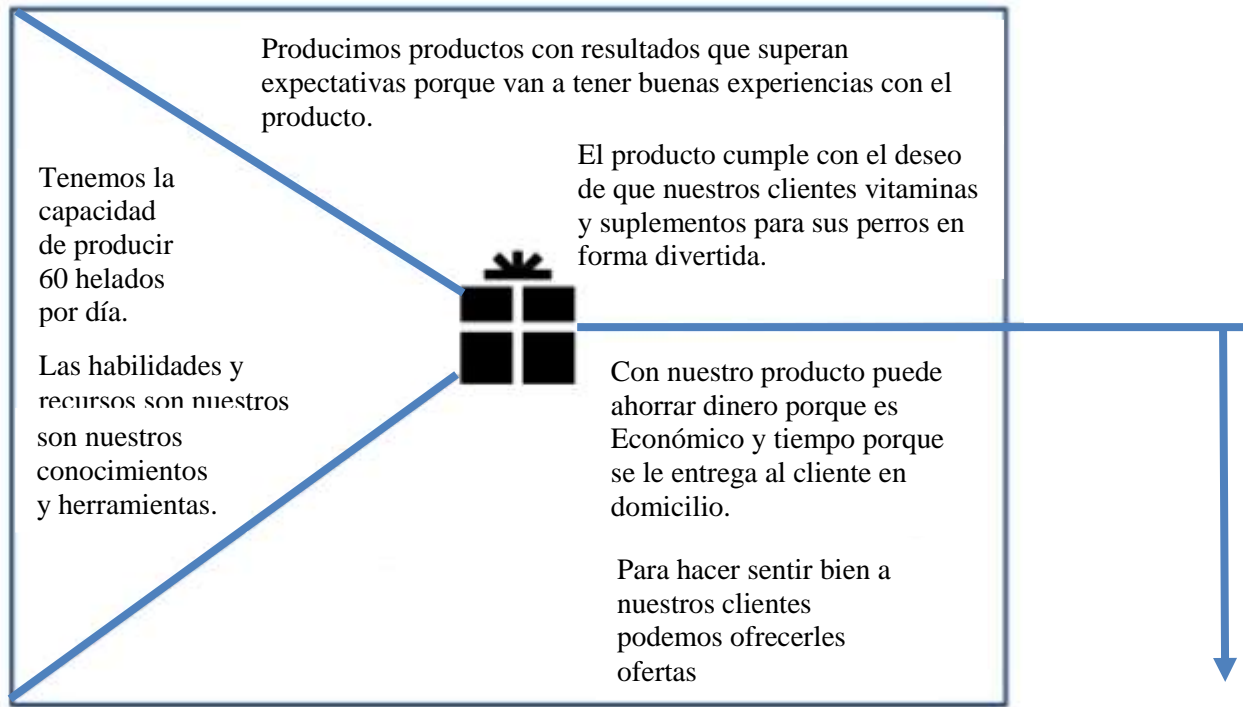 Producimos productos con resultados que superan
expectativas porque van a tener buenas experiencias con el
producto.
El producto cumple con el deseo
de que nuestros clientes vitaminas
y suplementos para sus perros en
forma divertida.
Tenemos la
capacidad
de producir
60 helados
por día.
Las habilidades y
recursos son nuestros
son nuestros
conocimientos
y herramientas.
Con nuestro producto puede
ahorrar dinero porque es
Económico y tiempo porque
se le entrega al cliente en
domicilio.
Para hacer sentir bien a
nuestros clientes
podemos ofrecerles
ofertas